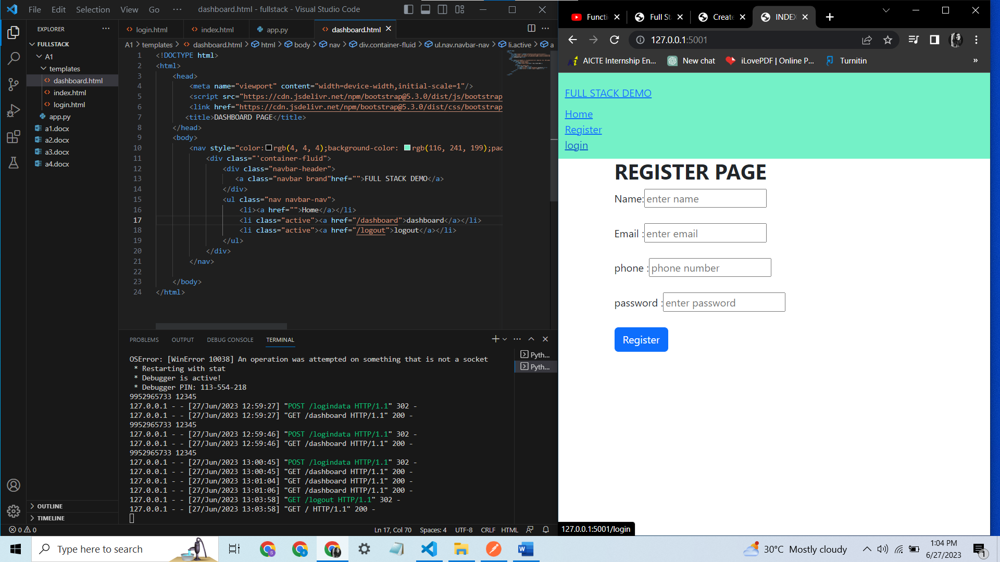 File Edit Selection View Go ··· dashboard.html - fullstack - Visual Studio Code
EXPLORER ···
FULLSTACK
A1
templates
dashboard.html
index.html
login.html
app.py
a1.docx
a2.docx
a3.docx
a4.docx
OUTLINE
TIMELINE
login.html index.html app.py dashboard.html
A1 > templates > dashboard.html > html > body > nav > div.container-fluid > ul.nav.navbar-nav > li.active > a
1 <!DOCTYPE html>
2 <html>
3 <head>
4 <meta name="viewport" content="width=device-width,initial-scale=1"/>
5 <script src="https://cdn.jsdelivr.net/npm/bootstrap@5.3.0/dist/js/bootstrap
6 <link href="https://cdn.jsdelivr.net/npm/bootstrap@5.3.0/dist/css/bootstrap
7 <title>DASHBOARD PAGE</title>
8 </head>
9 <body>
10 <nav style="color:rgb(4, 4, 4);background-color: rgb(116, 241, 199);pac
11 <div class="'container-fluid">
12 <div class="navbar-header">
13 <a class="navbar brand"href="">FULL STACK DEMO</a>
14 </div>
15 <ul class="nav navbar-nav">
16 <li><a href="">Home</a></li>
17 <li class="active"><a href="/dashboard">dashboard</a></li>
18 <li class="active"><a href="/logout">logout</a></li>
19 </ul>
20 </div>
21 </nav>
22
23 </body>
24 </html>
PROBLEMS OUTPUT DEBUG CONSOLE TERMINAL
Pyth...
Pyth...
OSError: [WinError 10038] An operation was attempted on something that is not a socket
* Restarting with stat
* Debugger is active!
* Debugger PIN: 113-554-218
9952965733 12345
127.0.0.1 - - [27/Jun/2023 12:59:27] "POST /logindata HTTP/1.1" 302 -
127.0.0.1 - - [27/Jun/2023 12:59:27] "GET /dashboard HTTP/1.1" 200 -
9952965733 12345
127.0.0.1 - - [27/Jun/2023 12:59:46] "POST /logindata HTTP/1.1" 302 -
127.0.0.1 - - [27/Jun/2023 12:59:46] "GET /dashboard HTTP/1.1" 200 -
9952965733 12345
127.0.0.1 - - [27/Jun/2023 13:00:45] "POST /logindata HTTP/1.1" 302 -
127.0.0.1 - - [27/Jun/2023 13:00:45] "GET /dashboard HTTP/1.1" 200 -
127.0.0.1 - - [27/Jun/2023 13:01:04] "GET /dashboard HTTP/1.1" 200 -
127.0.0.1 - - [27/Jun/2023 13:01:06] "GET /dashboard HTTP/1.1" 200 -
127.0.0.1 - - [27/Jun/2023 13:03:58] "GET /logout HTTP/1.1" 302 -
127.0.0.1 - - [27/Jun/2023 13:03:58] "GET / HTTP/1.1" 200 -
0 0 Ln 17, Col 70 Spaces: 4 UTF-8 CRLF HTML
Functi Full St Create INDEX
127.0.0.1:5001
AICTE Internship En... New chat iLovePDF | Online P... Turnitin »
FULL STACK DEMO
Home
Register
login
REGISTER PAGE
Name: enter name
Email : enter email
phone : phone number
password : enter password
Register
127.0.0.1:5001/login
Type here to search
30°C Mostly cloudy
1:04 PM
6/27/2023
1